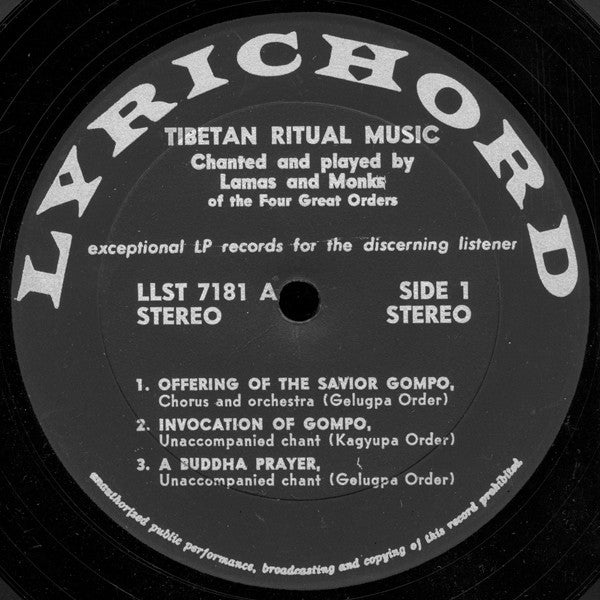 LYRICHORD
TIBETAN RITUAL MUSIC
Chanted and played by
Lamas and Monks
of the Four Great Orders
exceptional LP records for the discerning listener
LLST 7181 A SIDE 1
STEREO STEREO
1. OFFERING OF THE SAVIOR GOMPO,
Chorus and orchestra (Gelugpa Order)
2. INVOCATION OF GOMPO,
Unaccompanied chant (Kagyupa Order)
3. A BUDDHA PRAYER,
Unaccompanied chant (Gelugpa Order)
unauthorized public performance, broadcasting and copying of this record prohibited